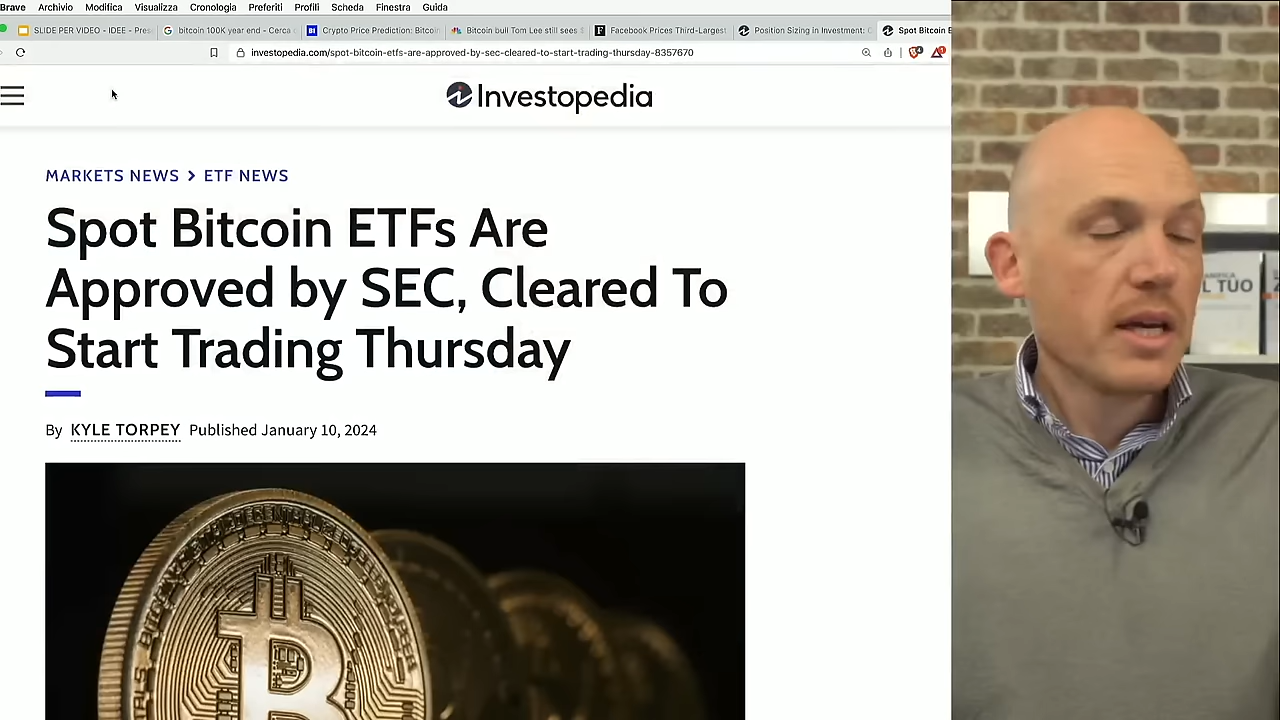 Brave Archivio Modifica Visualizza Cronologia Preferiti Profili Scheda Finestra Guida
SLIDE PER VIDEO - IDEE - Pres
bitcoin 100K year end - Cerca
Crypto Price Prediction: Bitcoi
Bitcoin bull Tom Lee still sees
Facebook Prices Third-Largest
Position Sizing in Investment: C
Spot Bitcoin E
investopedia.com/spot-bitcoin-etfs-are-approved-by-sec-cleared-to-start-trading-thursday-8357670
Investopedia
MARKETS NEWS > ETF NEWS
Spot Bitcoin ETFs Are
Approved by SEC, Cleared To
Start Trading Thursday
By KYLE TORPEY Published January 10, 2024
ANIFICA
L TUO